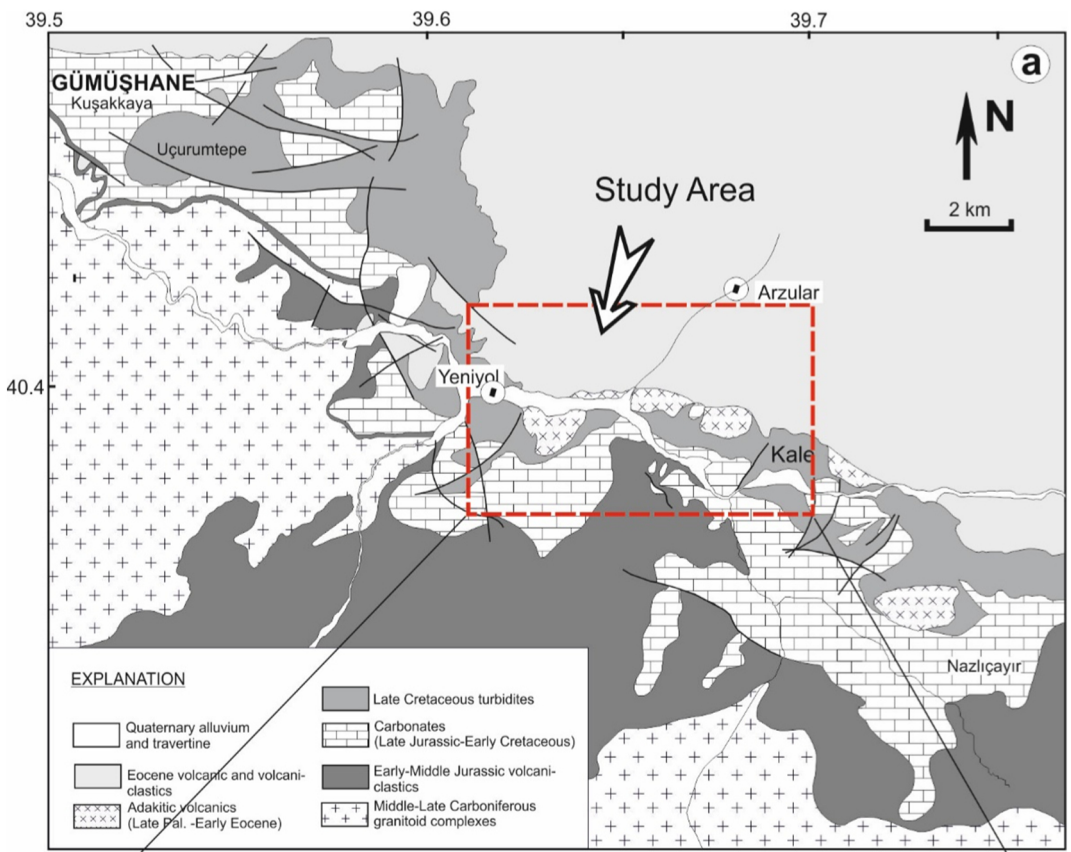 39.5
39.6
39.7
a
GÜMÜŞHANE
Kuşakkaya
N
Uçurumtepe
Study Area
2 km
Arzular
Yeniyol
40.4
Kale
Nazlıçayır
EXPLANATION
Quaternary alluvium
and travertine
Eocene volcanic and volcani-
clastics
Adakitic volcanics
(Late Pal. -Early Eocene)
Late Cretaceous turbidites
Carbonates
(Late Jurassic-Early Cretaceous)
Early-Middle Jurassic volcani-
clastics
Middle-Late Carboniferous
granitoid complexes